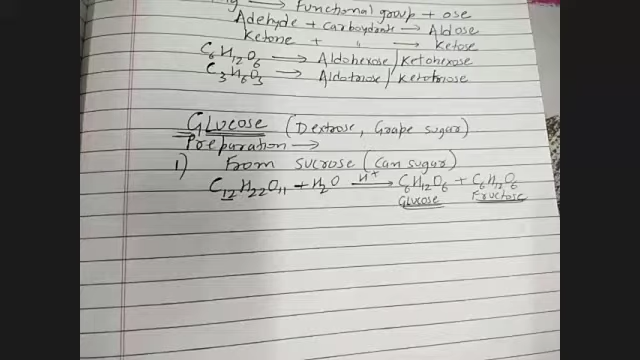 → Functional group + ose
Adehyde + Carboydrate → Aldose
Ketone + " → Ketose
C6H12O6 → Aldohexose/Ketohexose
C3H6O3 → Aldotriose/Ketotriose
Glucose (Dextrose, Grape sugar)
Preparation →
1) From sucrose (Can sugar)
C12H22O11 + H2O H+→ C6H12O6 + C6H12O6
Glucose Fructose